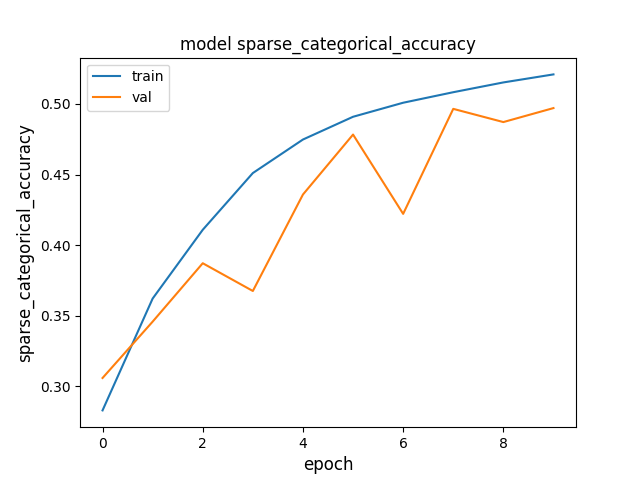 model sparse_categorical_accuracy
train
val
sparse_categorical_accuracy
0.50
0.45
0.40
0.35
0.30
0 2 4 6 8
epoch